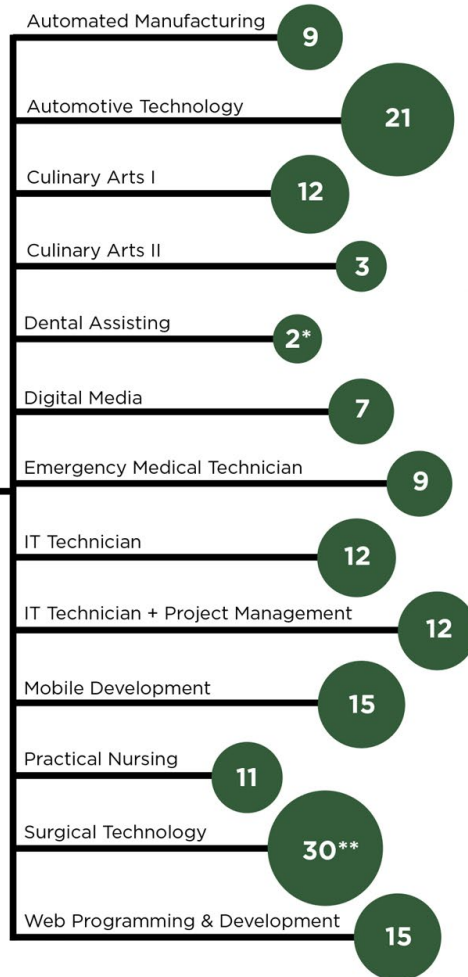 Automated Manufacturing
9
Automotive Technology
21
Culinary Arts I
12
Culinary Arts II
3
Dental Assisting
2*
Digital Media
7
Emergency Medical Technician
9
IT Technician
12
IT Technician + Project Management
12
Mobile Development
15
Practical Nursing
11
Surgical Technology
30**
Web Programming & Development
15